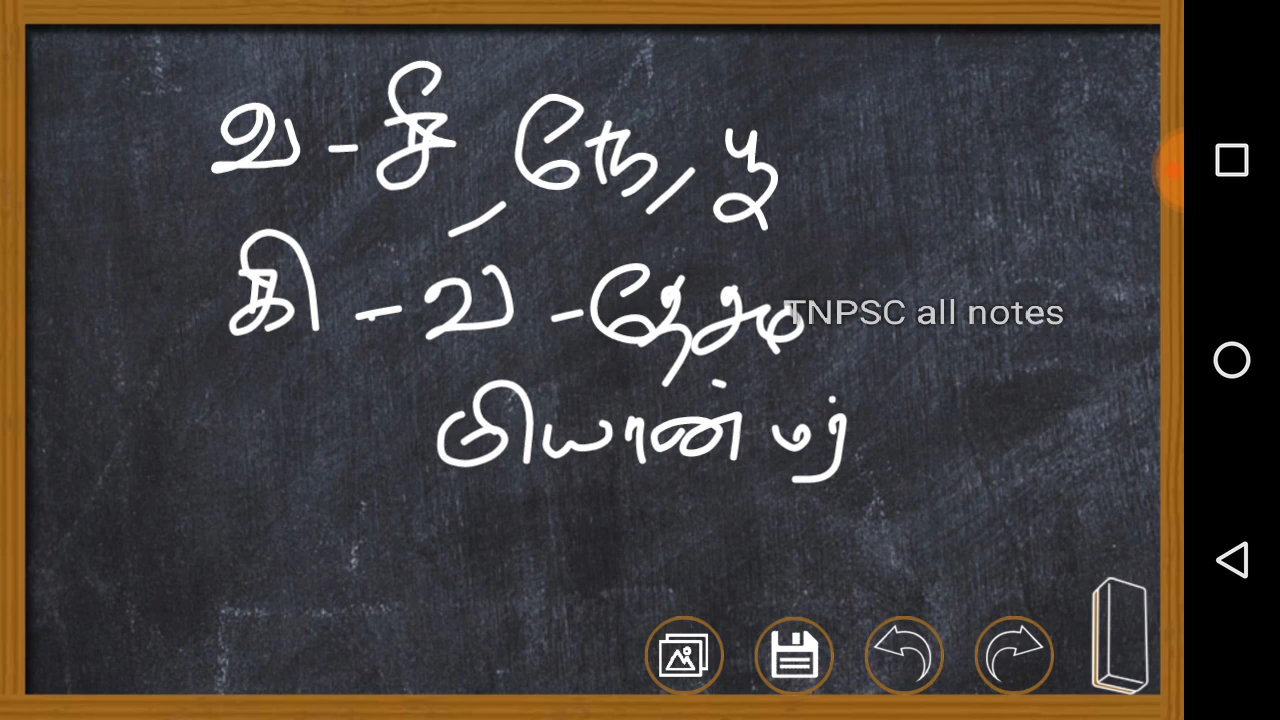 வ - சீ, நே, பூ
கி - வ - தேசம்
TNPSC all notes
மியான்மர்